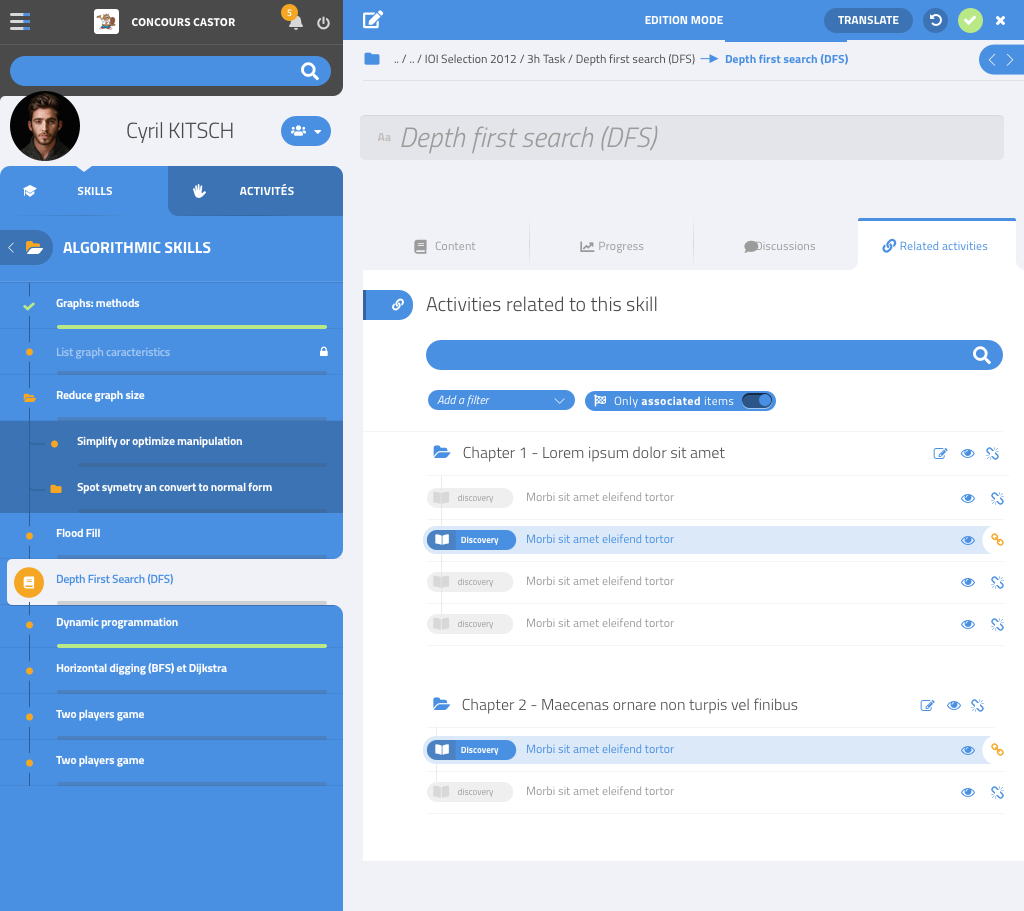 CONCOURS CASTOR
5
EDITION MODE
TRANSLATE
.. / .. / IOI Selection 2012 / 3h Task / Depth first search (DFS)
Depth first search (DFS)
Cyril KITSCH
Aa Depth first search (DFS)
SKILLS
ACTIVITÉS
ALGORITHMIC SKILLS
Graphs: methods
List graph caracteristics
Reduce graph size
Simplify or optimize manipulation
Spot symetry an convert to normal form
Flood Fill
Depth First Search (DFS)
Dynamic programmation
Horizontal digging (BFS) et Dijkstra
Two players game
Two players game
Content
Progress
Discussions
Related activities
Activities related to this skill
Add a filter
Only associated items
Chapter 1 - Lorem ipsum dolor sit amet
discovery Morbi sit amet eleifend tortor
Discovery Morbi sit amet eleifend tortor
discovery Morbi sit amet eleifend tortor
discovery Morbi sit amet eleifend tortor
Chapter 2 - Maecenas ornare non turpis vel finibus
Discovery Morbi sit amet eleifend tortor
discovery Morbi sit amet eleifend tortor